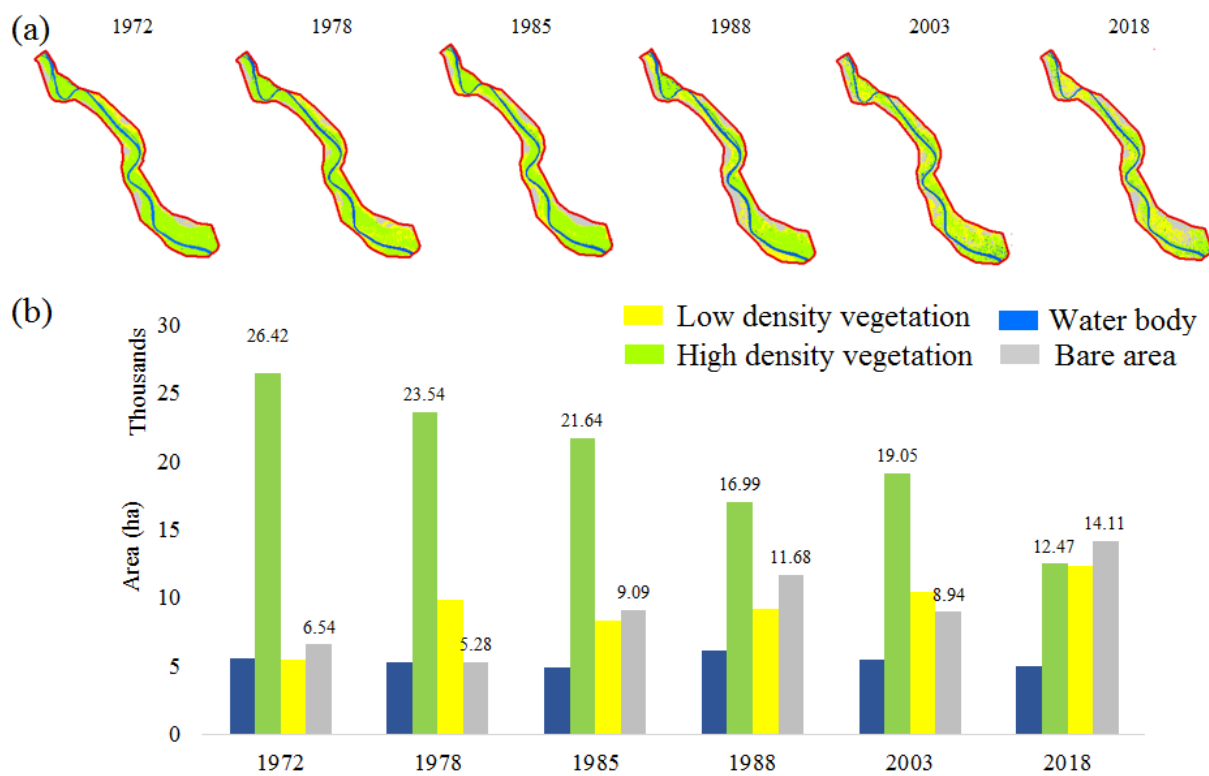 (a)
1972 1978 1985 1988 2003 2018
(b)
Low density vegetation
Water body
High density vegetation
Bare area
Thousands
Area (ha)
30
25
20
15
10
5
0
26.42
6.54
23.54
5.28
21.64
9.09
16.99
11.68
19.05
8.94
12.47
14.11
1972 1978 1985 1988 2003 2018